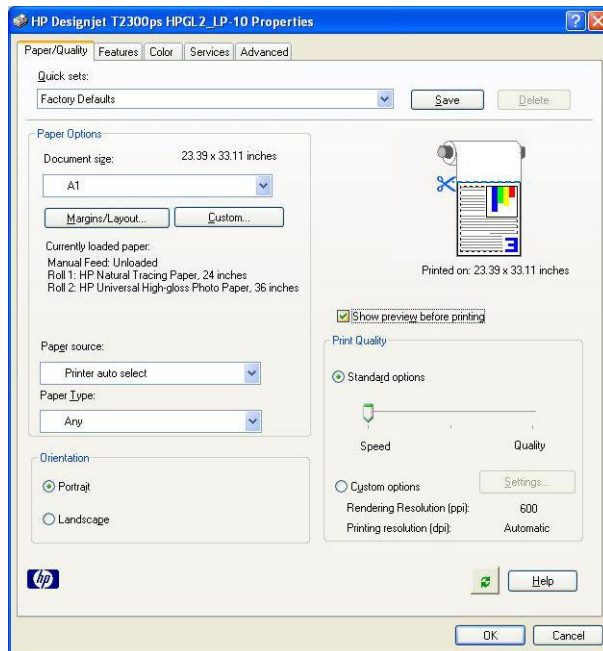 HP Designjet T2300ps HPGL2_LP-10 Properties
Paper/Quality Features Color Services Advanced
Quick sets:
Factory Defaults
Save
Delete
Paper Options
Document size:
23.39 x 33.11 inches
A1
Margins/Layout...
Custom...
Currently loaded paper:
Manual Feed: Unloaded
Roll 1: HP Natural Tracing Paper, 24 inches
Roll 2: HP Universal High-gloss Photo Paper, 36 inches
Paper source:
Printer auto select
Paper Type:
Any
Orientation
Portrait
Landscape
3
Printed on: 23.39 x 33.11 inches
Show preview before printing
Print Quality
Standard options
Speed
Quality
Custom options
Settings...
Rendering Resolution (ppi): 600
Printing resolution (dpi): Automatic
hp
Help
OK
Cancel